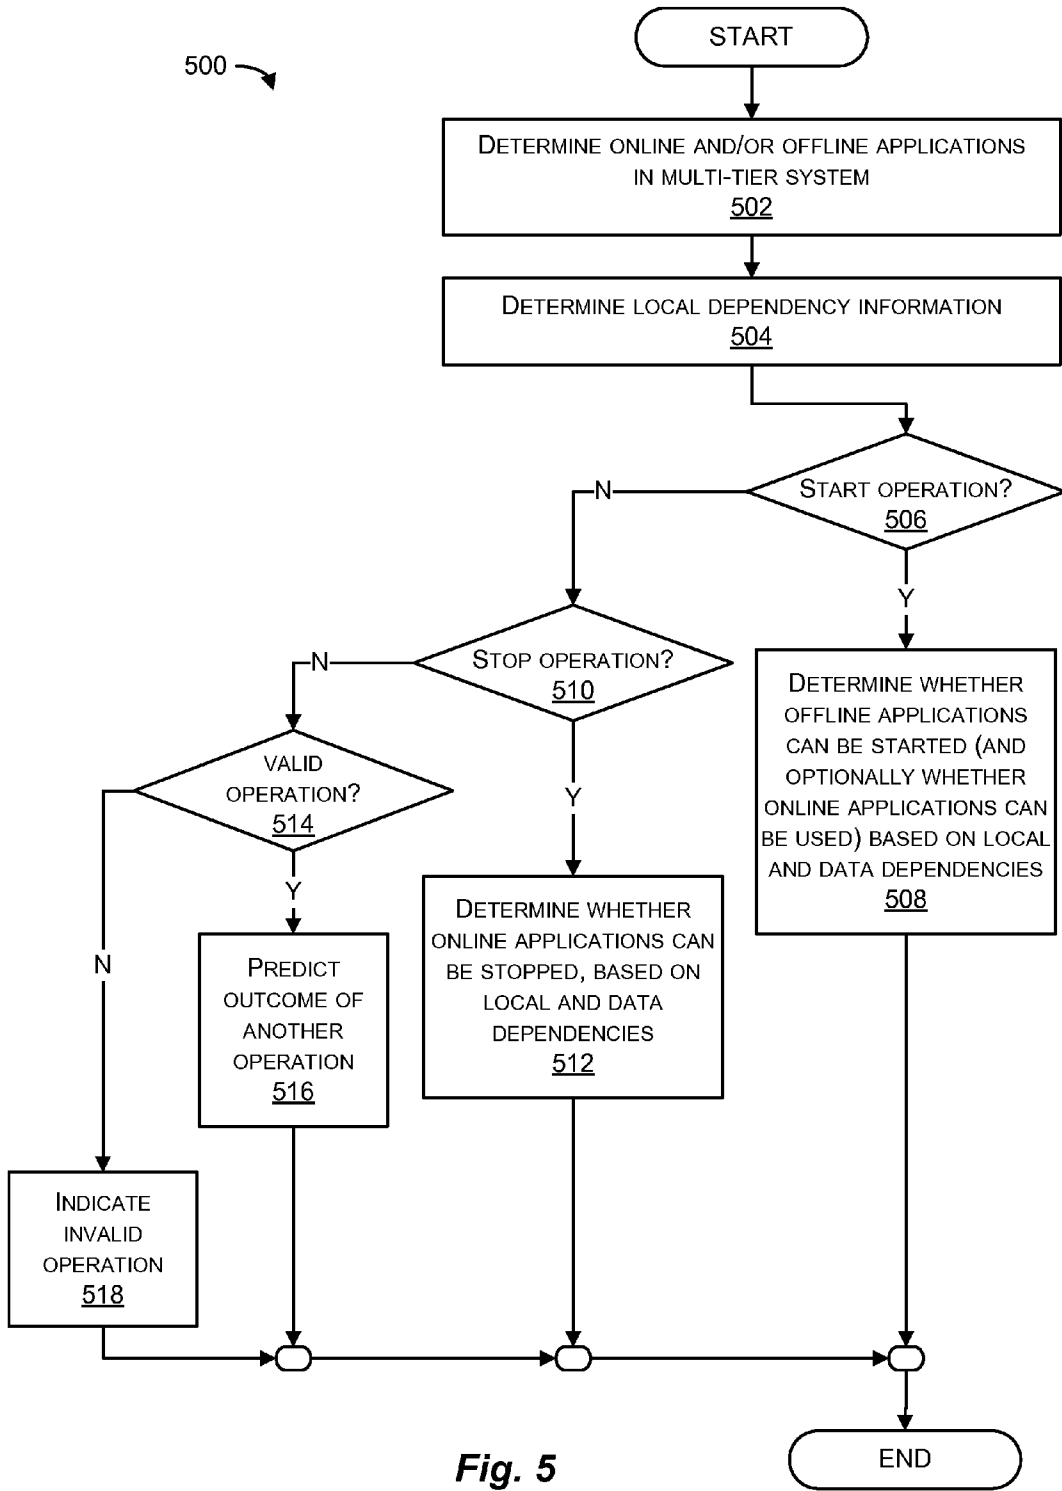 START
500
DETERMINE ONLINE AND/OR OFFLINE APPLICATIONS
IN MULTI-TIER SYSTEM
502
DETERMINE LOCAL DEPENDENCY INFORMATION
504
START OPERATION?
506
N
Y
STOP OPERATION?
510
N
Y
DETERMINE WHETHER
OFFLINE APPLICATIONS
CAN BE STARTED (AND
OPTIONALLY WHETHER
ONLINE APPLICATIONS CAN
BE USED) BASED ON LOCAL
AND DATA DEPENDENCIES
508
VALID
OPERATION?
514
Y
N
DETERMINE WHETHER
ONLINE APPLICATIONS CAN
BE STOPPED, BASED ON
LOCAL AND DATA
DEPENDENCIES
512
PREDICT
OUTCOME OF
ANOTHER
OPERATION
516
INDICATE
INVALID
OPERATION
518
END
Fig. 5